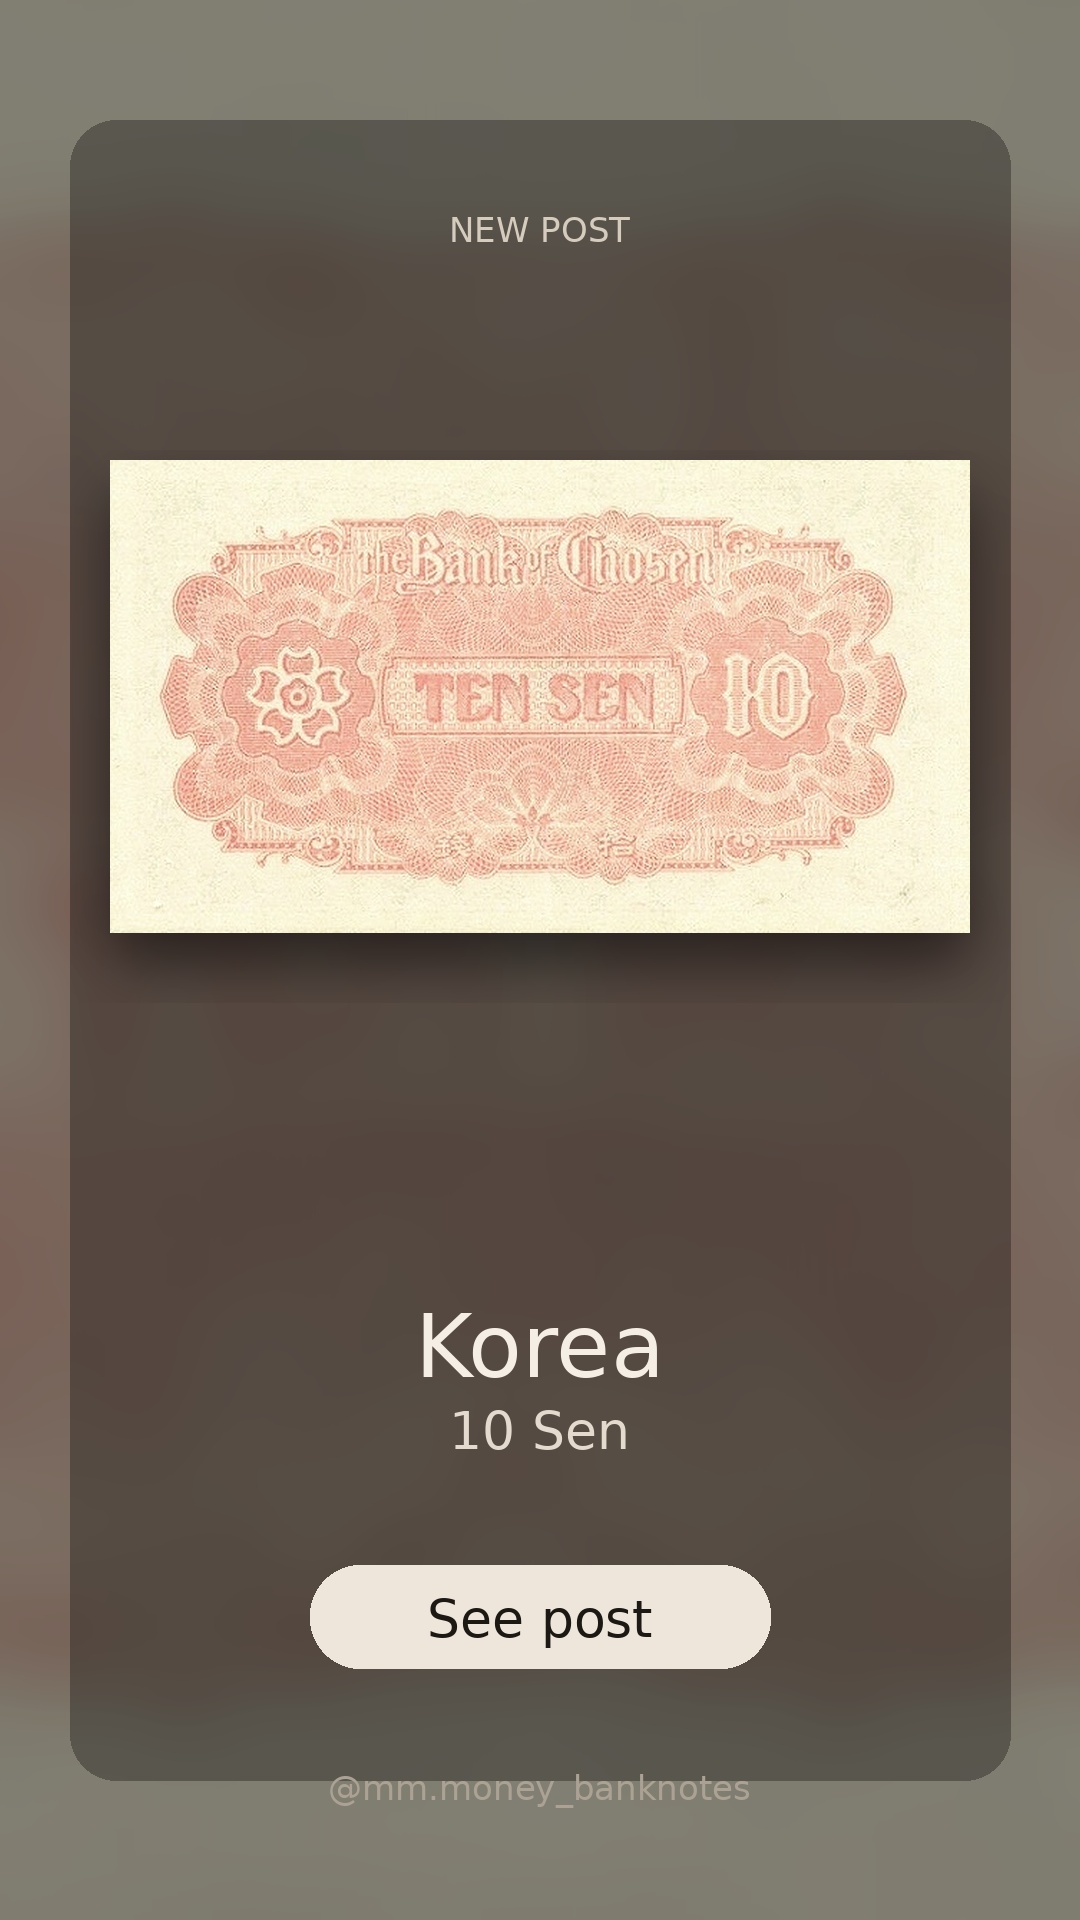 NEW POST
The Bank of Chosen
TEN SEN
10
錢 拾
Korea
10 Sen
See post
@mm.money_banknotes